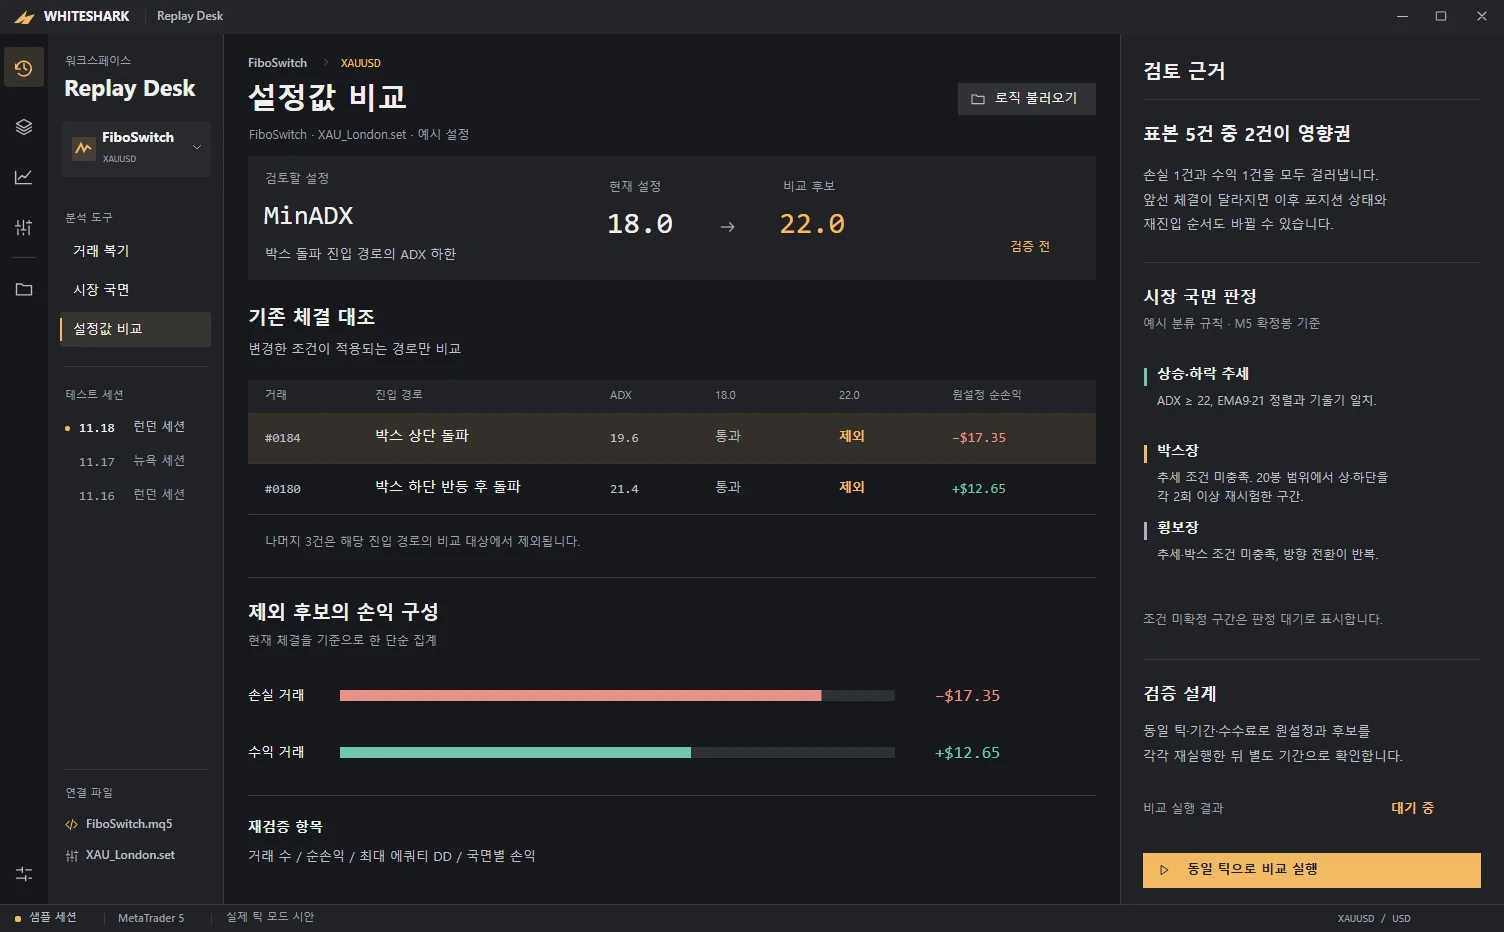 WHITESHARK
Replay Desk
워크스페이스
Replay Desk
FiboSwitch
XAUUSD
분석 도구
거래 복기
시장 국면
설정값 비교
테스트 세션
11.18 런던 세션
11.17 뉴욕 세션
11.16 런던 세션
연결 파일
FiboSwitch.mq5
XAU_London.set
FiboSwitch XAUUSD
설정값 비교
로직 불러오기
FiboSwitch · XAU_London.set · 예시 설정
검토할 설정 현재 설정 비교 후보
MinADX 18.0 → 22.0
박스 돌파 진입 경로의 ADX 하한
검증 전
기존 체결 대조
변경한 조건이 적용되는 경로만 비교
거래 진입 경로 ADX 18.0 22.0 원설정 순손익
#0184 박스 상단 돌파 19.6 통과 제외 −$17.35
#0180 박스 하단 반등 후 돌파 21.4 통과 제외 +$12.65
나머지 3건은 해당 진입 경로의 비교 대상에서 제외됩니다.
제외 후보의 손익 구성
현재 체결을 기준으로 한 단순 집계
손실 거래 −$17.35
수익 거래 +$12.65
재검증 항목
거래 수 / 순손익 / 최대 에쿼티 DD / 국면별 손익
검토 근거
표본 5건 중 2건이 영향권
손실 1건과 수익 1건을 모두 걸러냅니다.
앞선 체결이 달라지면 이후 포지션 상태와
재진입 순서도 바뀔 수 있습니다.
시장 국면 판정
예시 분류 규칙 · M5 확정봉 기준
상승·하락 추세
ADX ≥ 22, EMA9·21 정렬과 기울기 일치.
박스장
추세 조건 미충족. 20봉 범위에서 상·하단을
각 2회 이상 재시험한 구간.
횡보장
추세·박스 조건 미충족, 방향 전환이 반복.
조건 미확정 구간은 판정 대기로 표시합니다.
검증 설계
동일 틱·기간·수수료로 원설정과 후보를
각각 재실행한 뒤 별도 기간으로 확인합니다.
비교 실행 결과 대기 중
동일 틱으로 비교 실행
샘플 세션 MetaTrader 5 실제 틱 모드 시안 XAUUSD / USD